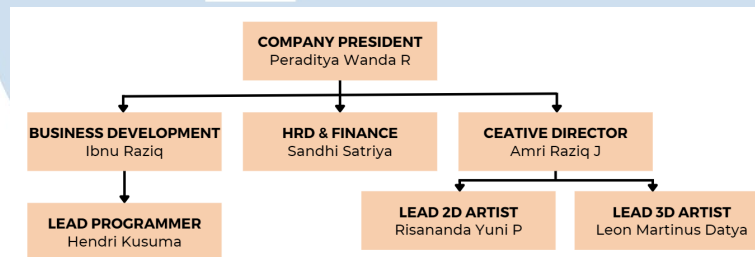 COMPANY PRESIDENT
Peraditya Wanda R
BUSINESS DEVELOPMENT
Ibnu Raziq
HRD & FINANCE
Sandhi Satriya
CEATIVE DIRECTOR
Amri Raziq J
LEAD PROGRAMMER
Hendri Kusuma
LEAD 2D ARTIST
Risananda Yuni P
LEAD 3D ARTIST
Leon Martinus Datya